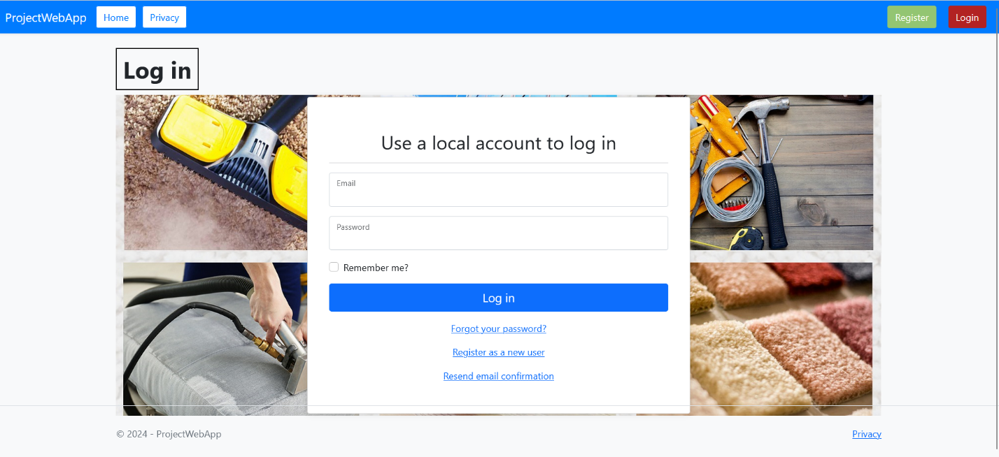 ProjectWebApp Home Privacy Register Login
Log in
Use a local account to log in
Email
Password
Remember me?
Log in
Forgot your password?
Register as a new user
Resend email confirmation
© 2024 - ProjectWebApp Privacy